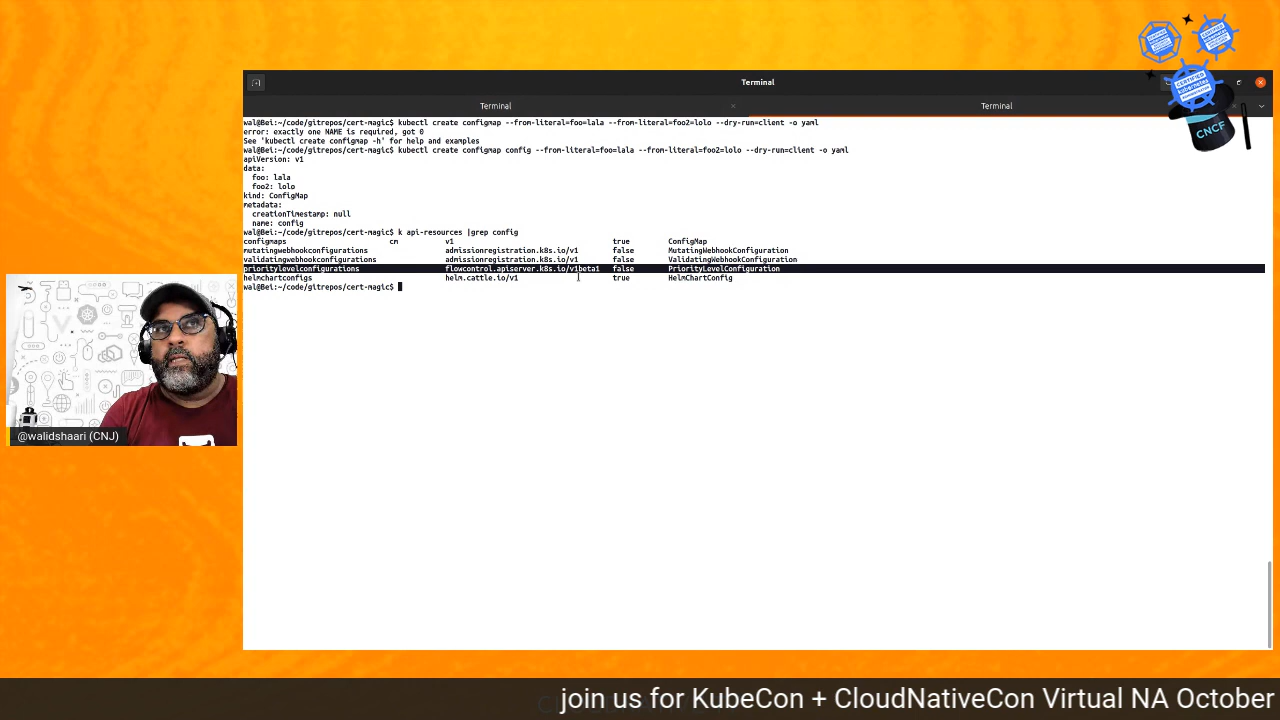 Terminal
Terminal
Terminal
wal@Bei:~/code/gitrepos/cert-magic$ kubectl create configmap --from-literal=foo=lala --from-literal=foo2=lolo --dry-run=client -o yaml
error: exactly one NAME is required, got 0
See 'kubectl create configmap -h' for help and examples
wal@Bei:~/code/gitrepos/cert-magic$ kubectl create configmap config --from-literal=foo=lala --from-literal=foo2=lolo --dry-run=client -o yaml
apiVersion: v1
data:
  foo: lala
  foo2: lolo
kind: ConfigMap
metadata:
  creationTimestamp: null
  name: config
wal@Bei:~/code/gitrepos/cert-magic$ k api-resources |grep config
configmaps cm v1 true ConfigMap
mutatingwebhookconfigurations admissionregistration.k8s.io/v1 false MutatingWebhookConfiguration
validatingwebhookconfigurations admissionregistration.k8s.io/v1 false ValidatingWebhookConfiguration
prioritylevelconfigurations flowcontrol.apiserver.k8s.io/v1beta1 false PriorityLevelConfiguration
helmchartconfigs helm.cattle.io/v1 true HelmChartConfig
wal@Bei:~/code/gitrepos/cert-magic$
CERTIFIED
kubernetes
ADMINISTRATOR
CNCF
@walidshaari (CNJ)
join us for KubeCon + CloudNativeCon Virtual NA October